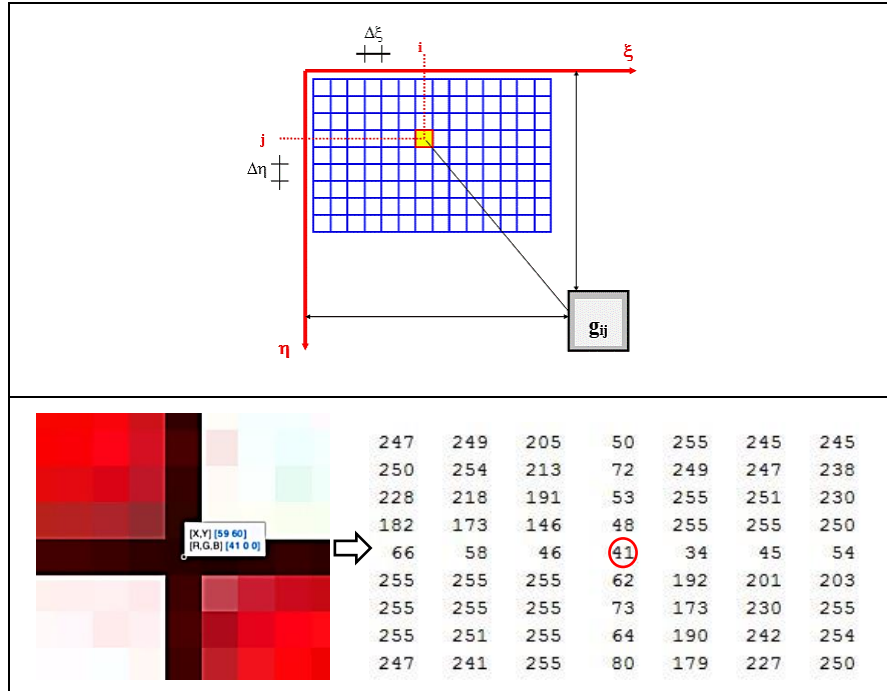 Δξ
i
ξ
j
Δη
g_ij
η
[X,Y] [59 60]
[R,G,B] [41 0 0]
247 249 205 50 255 245 245
250 254 213 72 249 247 238
228 218 191 53 255 251 230
182 173 146 48 255 255 250
66 58 46 41 34 45 54
255 255 255 62 192 201 203
255 255 255 73 173 230 255
255 251 255 64 190 242 254
247 241 255 80 179 227 250